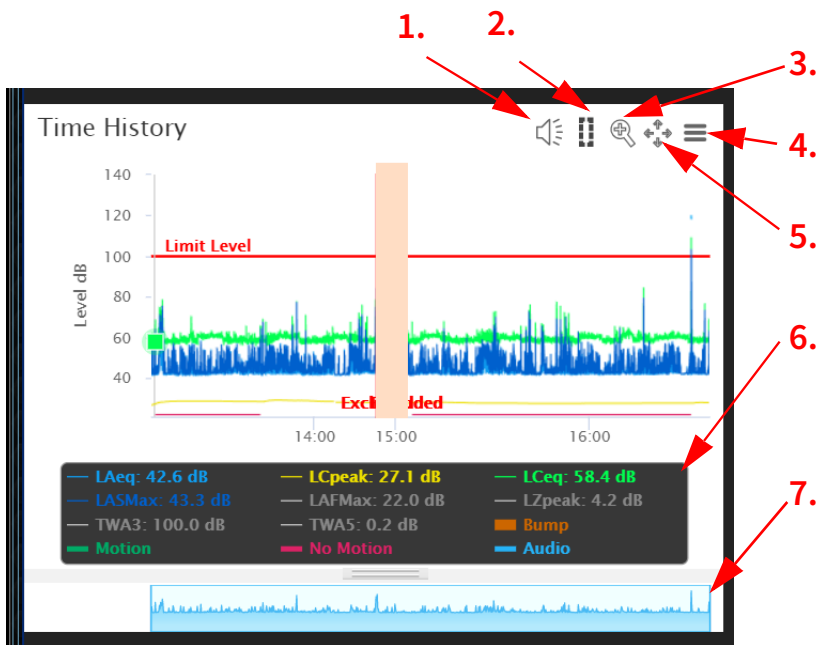 1.
2.
3.
Time History
4.
140
120
5.
Limit Level
100
Level dB
80
60
6.
40
14:00 15:00 16:00
LAeq: 42.6 dB LCpeak: 27.1 dB LCeq: 58.4 dB
LASMax: 43.3 dB LAFMax: 22.0 dB LZpeak: 4.2 dB
7.
TWA3: 100.0 dB TWA5: 0.2 dB Bump
Motion No Motion Audio